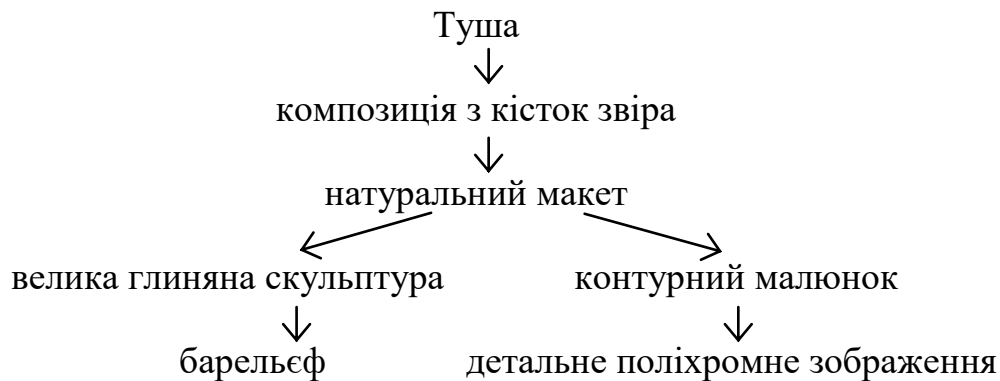 Туша
композиція з кісток звіра
натуральний макет
велика глиняна скульптура контурний малюнок
барельєф детальне поліхромне зображення